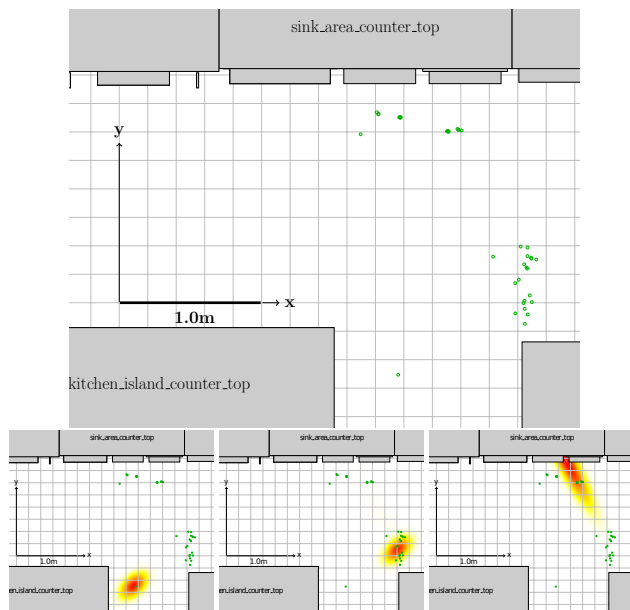 sink_area_counter_top
y
x
1.0m
kitchen_island_counter_top
sink_area_counter_top
sink_area_counter_top
sink_area_counter_top
y
y
y
x
x
x
1.0m
1.0m
1.0m
en_island_counter_top
en_island_counter_top
en_island_counter_top